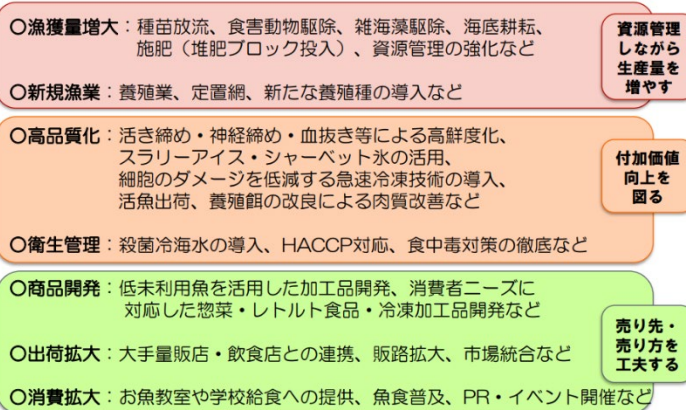 〇漁獲量増大：種苗放流、食害動物駆除、雑海藻駆除、海底耕耘、
施肥（堆肥ブロック投入）、資源管理の強化など
〇新規漁業：養殖業、定置網、新たな養殖種の導入など
資源管理
しながら
生産量を
増やす
〇高品質化：活き締め・神経締め・血抜き等による高鮮度化、
スラリーアイス・シャーベット氷の活用、
細胞のダメージを低減する急速冷凍技術の導入、
活魚出荷、養殖餌の改良による肉質改善など
〇衛生管理：殺菌冷海水の導入、HACCP対応、食中毒対策の徹底など
付加価値
向上を
図る
〇商品開発：低未利用魚を活用した加工品開発、消費者ニーズに
対応した惣菜・レトルト食品・冷凍加工品開発など
〇出荷拡大：大手量販店・飲食店との連携、販路拡大、市場統合など
〇消費拡大：お魚教室や学校給食への提供、魚食普及、PR・イベント開催など
売り先・
売り方を
工夫する